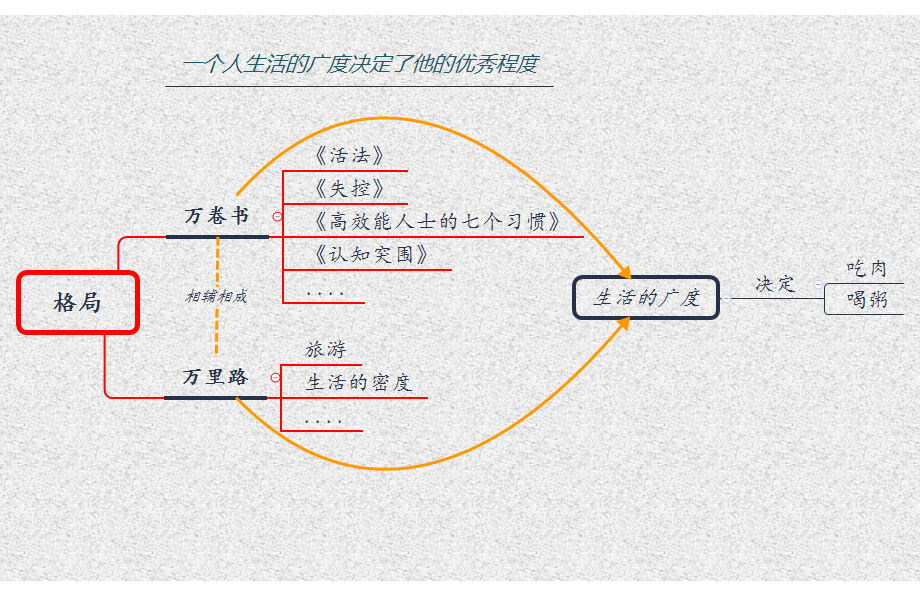 一个人生活的广度决定了他的优秀程度
格局
万卷书
《活法》
《失控》
《高效能人士的七个习惯》
《认知突围》
....
相辅相成
万里路
旅游
生活的密度
....
生活的广度
决定
吃肉
喝粥